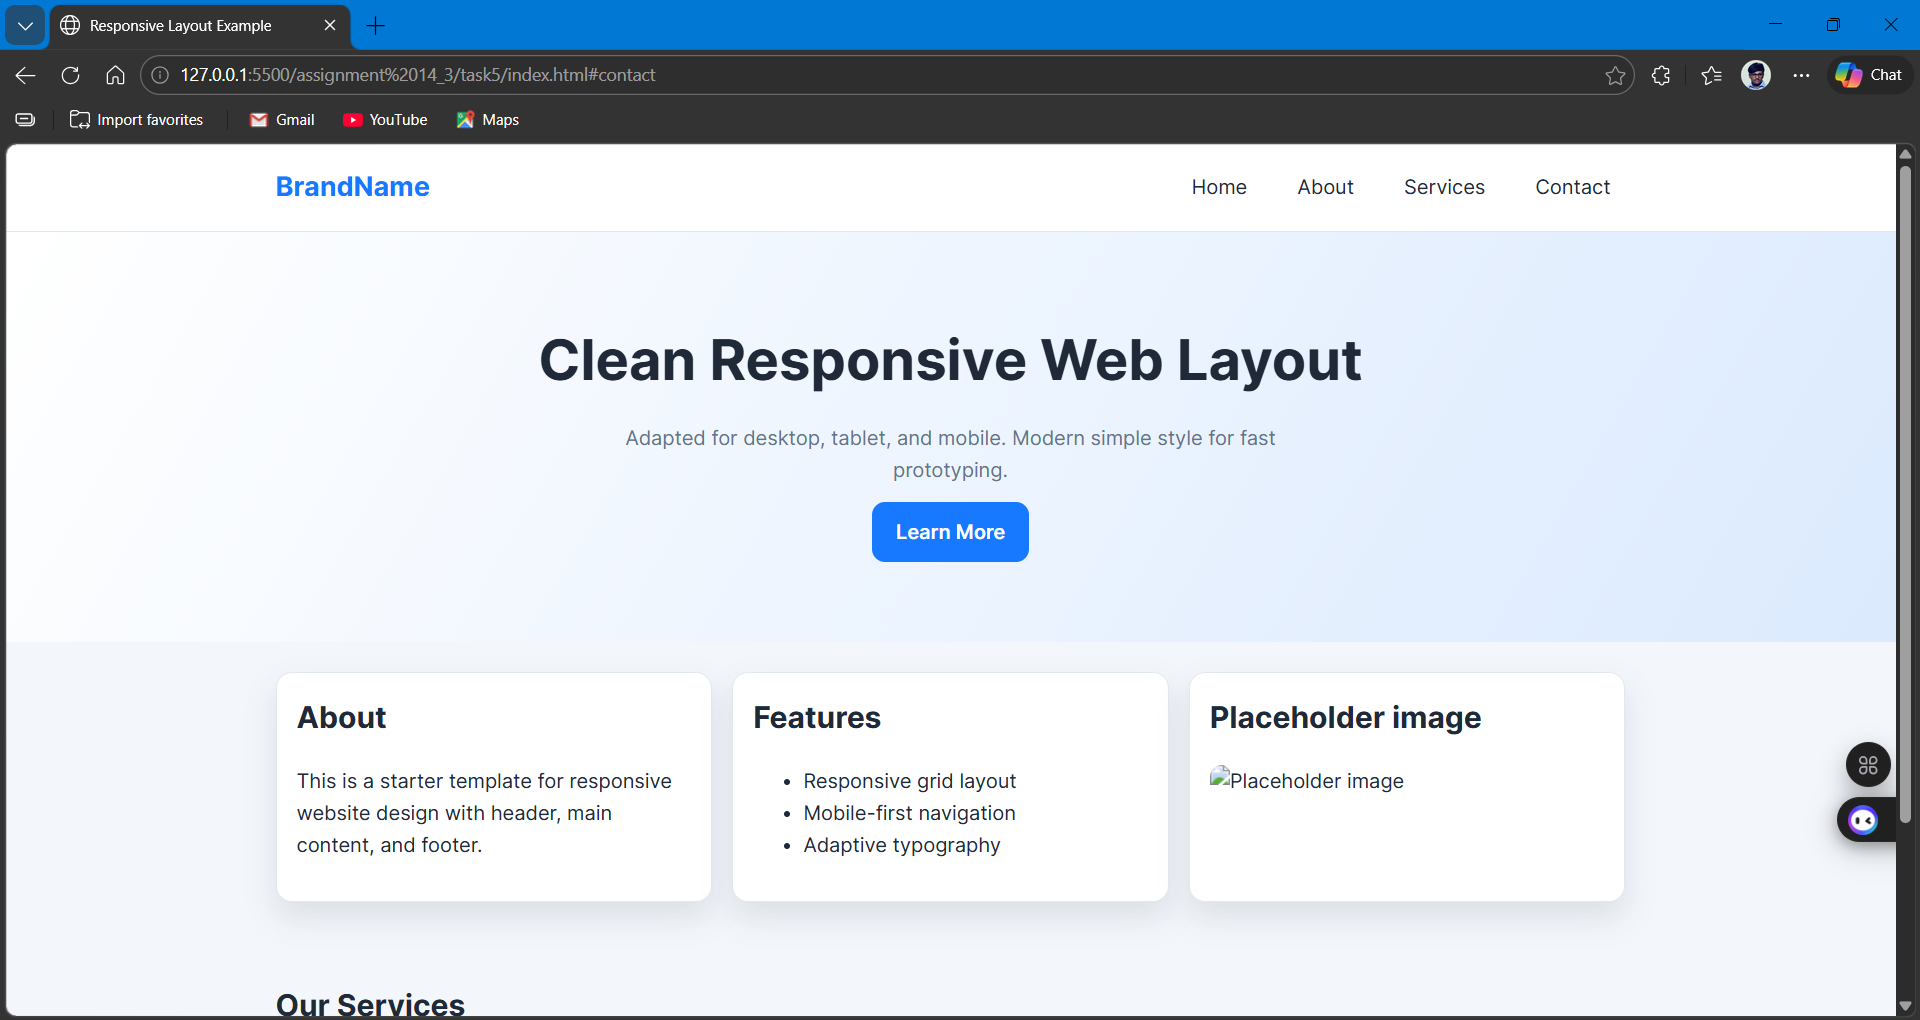 Responsive Layout Example
127.0.0.1:5500/assignment%2014_3/task5/index.html#contact
Chat
Import favorites
Gmail
YouTube
Maps
BrandName
Home
About
Services
Contact
Clean Responsive Web Layout
Adapted for desktop, tablet, and mobile. Modern simple style for fast
prototyping.
Learn More
About
This is a starter template for responsive
website design with header, main
content, and footer.
Features
• Responsive grid layout
• Mobile-first navigation
• Adaptive typography
Placeholder image
Placeholder image
Our Services